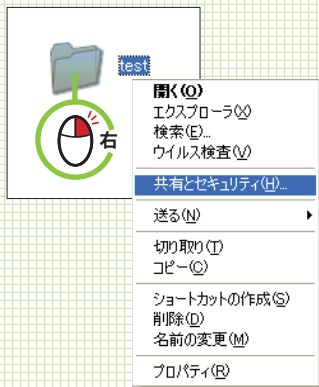 test
右
開く(O)
エクスプローラ(X)
検索(E)...
ウイルス検査(V)
共有とセキュリティ(H)...
送る(N)
切り取り(T)
コピー(C)
ショートカットの作成(S)
削除(D)
名前の変更(M)
プロパティ(R)